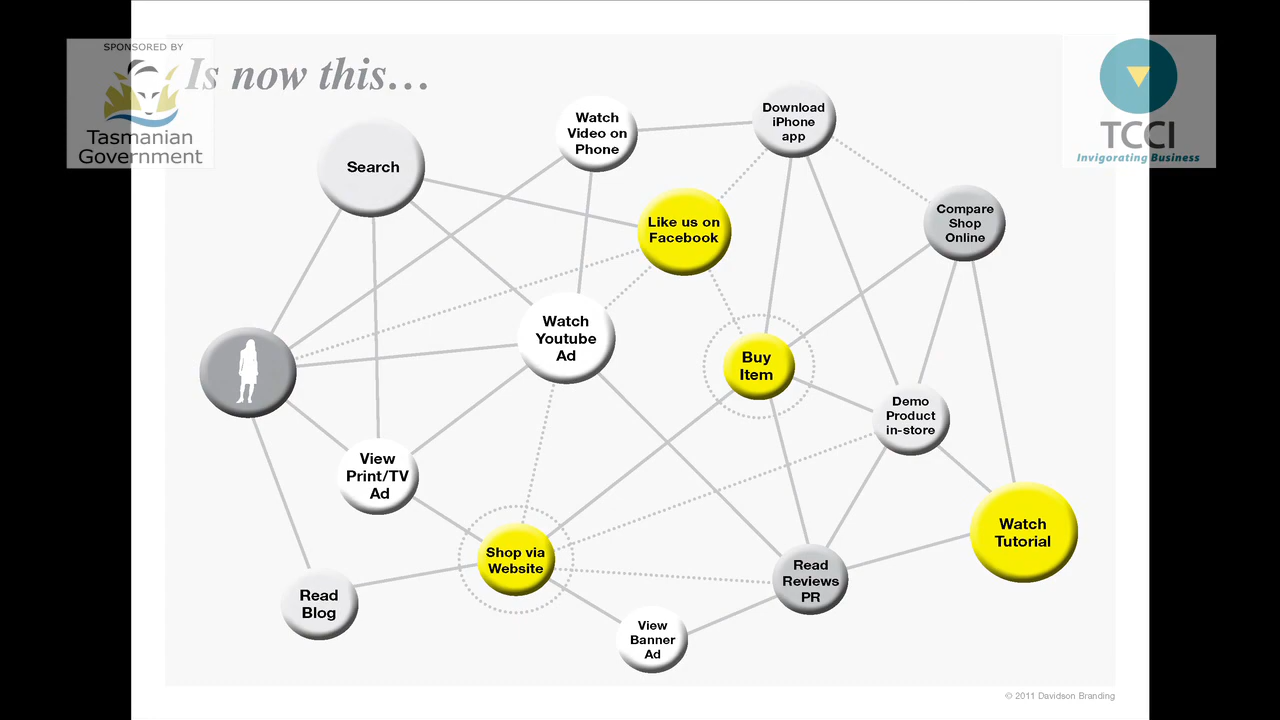 SPONSORED BY
Tasmanian
Government
Is now this...
TCCI
Invigorating Business
Search
Watch
Video on
Phone
Download
iPhone
app
Like us on
Facebook
Compare
Shop
Online
Watch
Youtube
Ad
Buy
Item
Demo
Product
in-store
View
Print/TV
Ad
Shop via
Website
Watch
Tutorial
Read
Blog
View
Banner
Ad
Read
Reviews
PR
© 2011 Davidson Branding